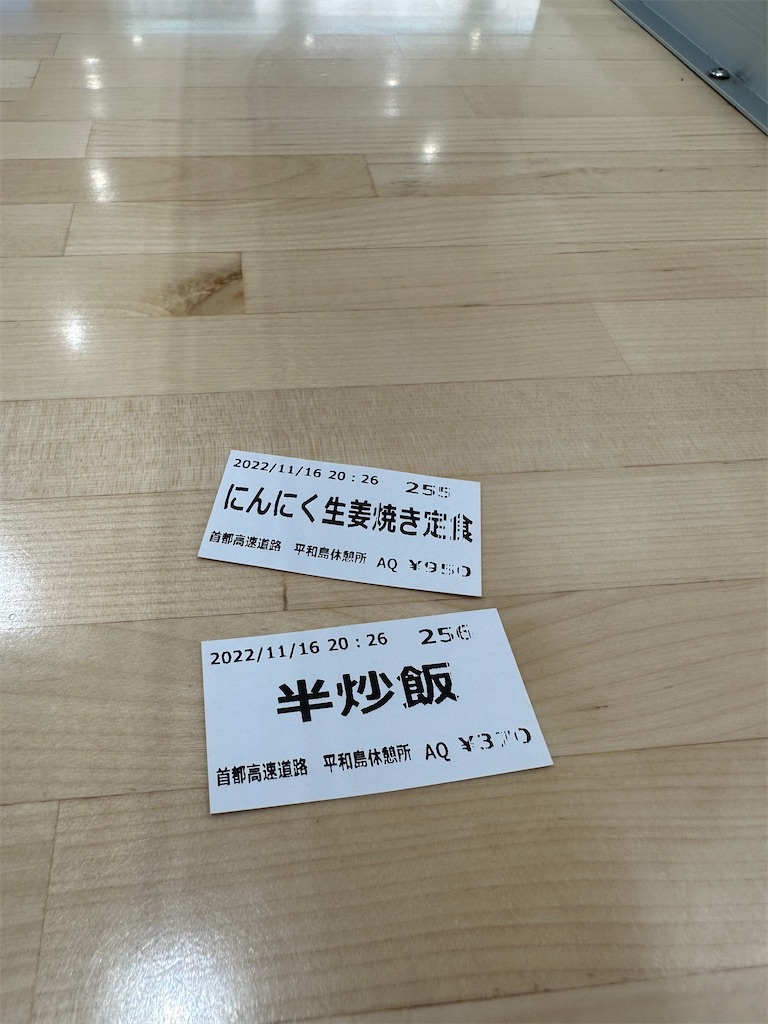 2022/11/16 20：26 255
にんにく生姜焼き定食
首都高速道路 平和島休憩所 AQ ¥950
2022/11/16 20：26 256
半炒飯
首都高速道路 平和島休憩所 AQ